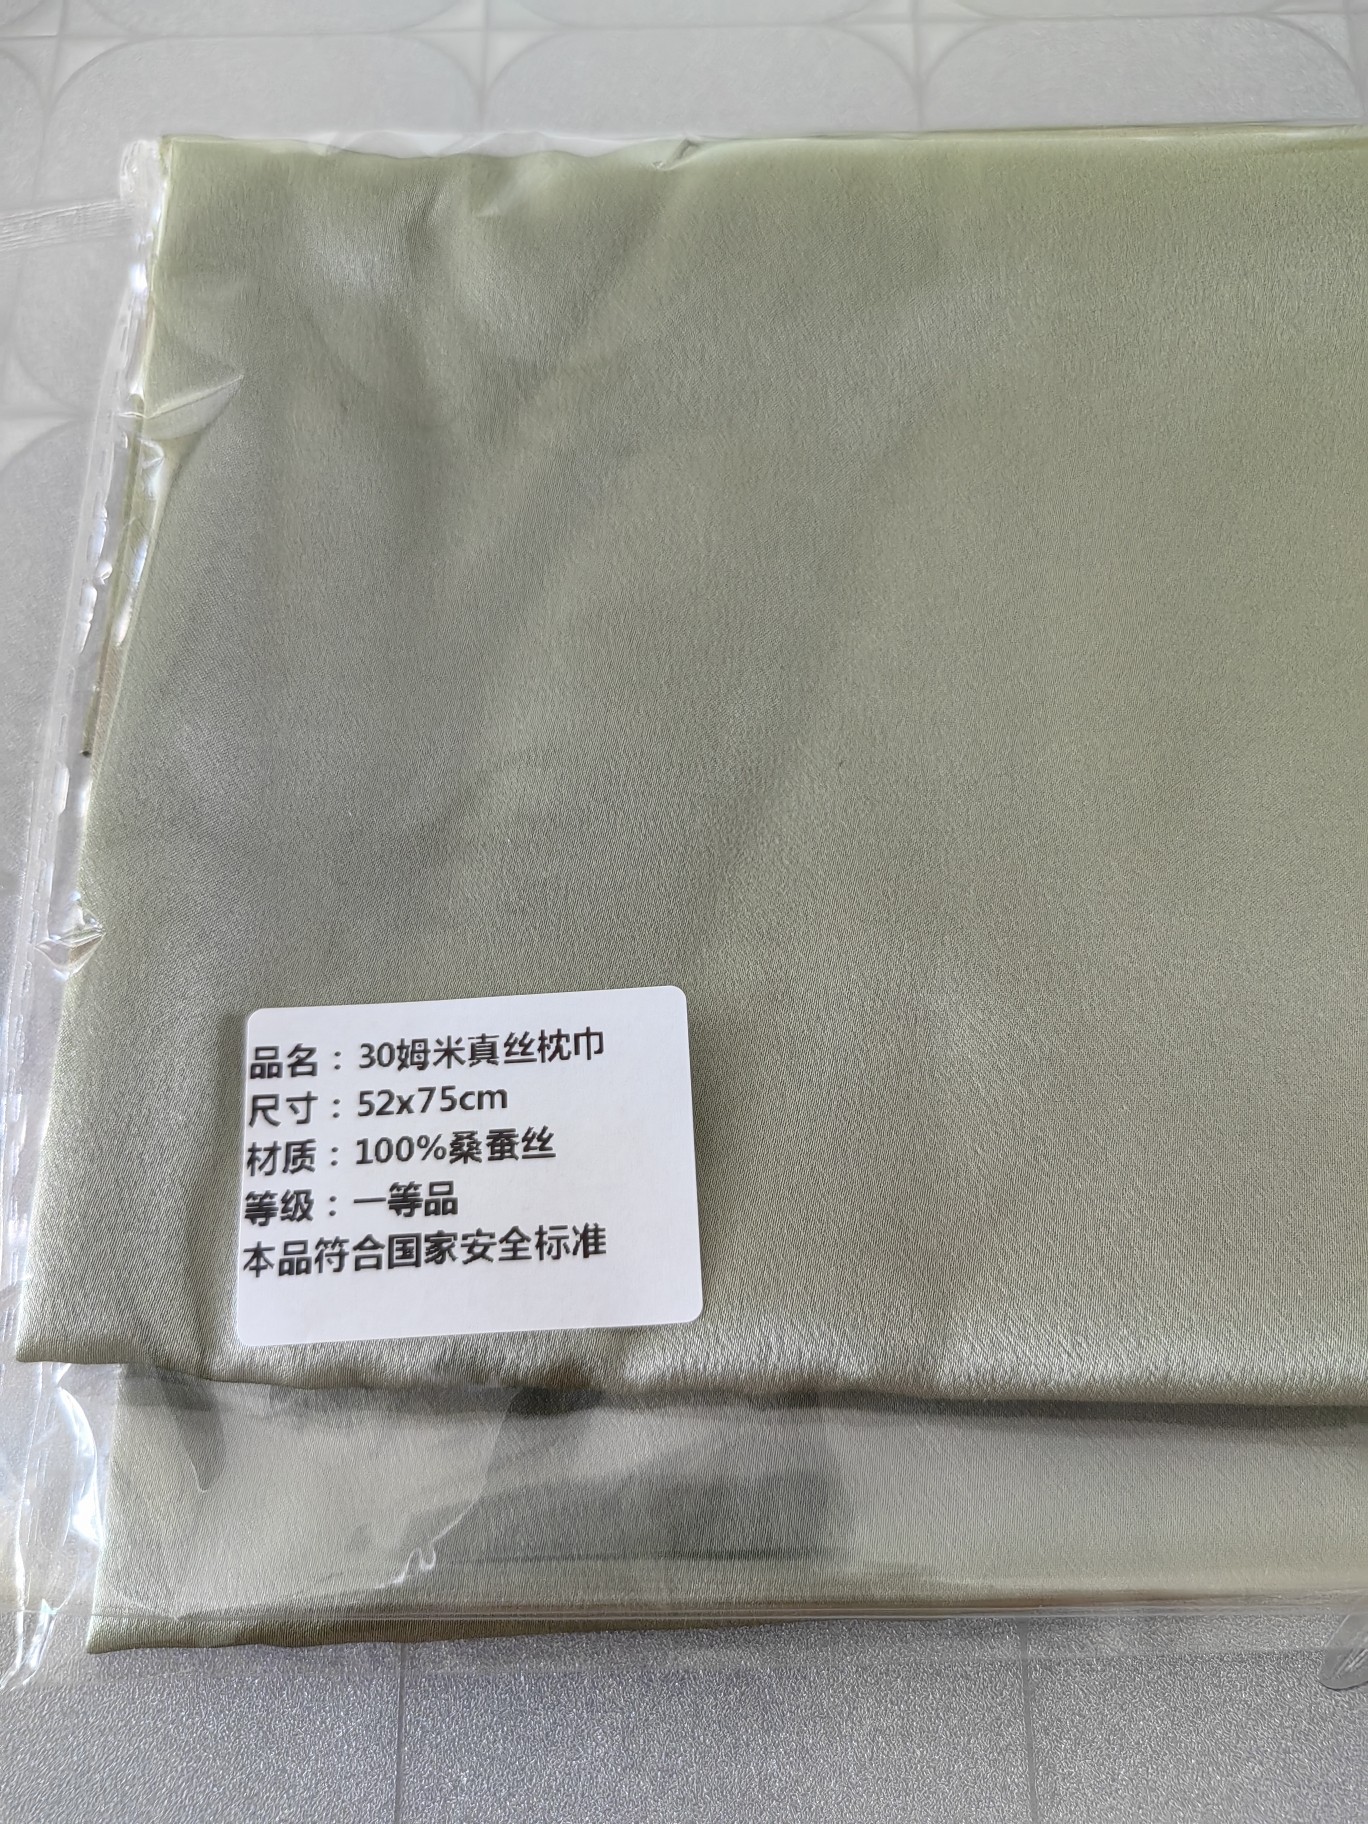 品名：30姆米真丝枕巾
尺寸：52x75cm
材质：100%桑蚕丝
等级：一等品
本品符合国家安全标准